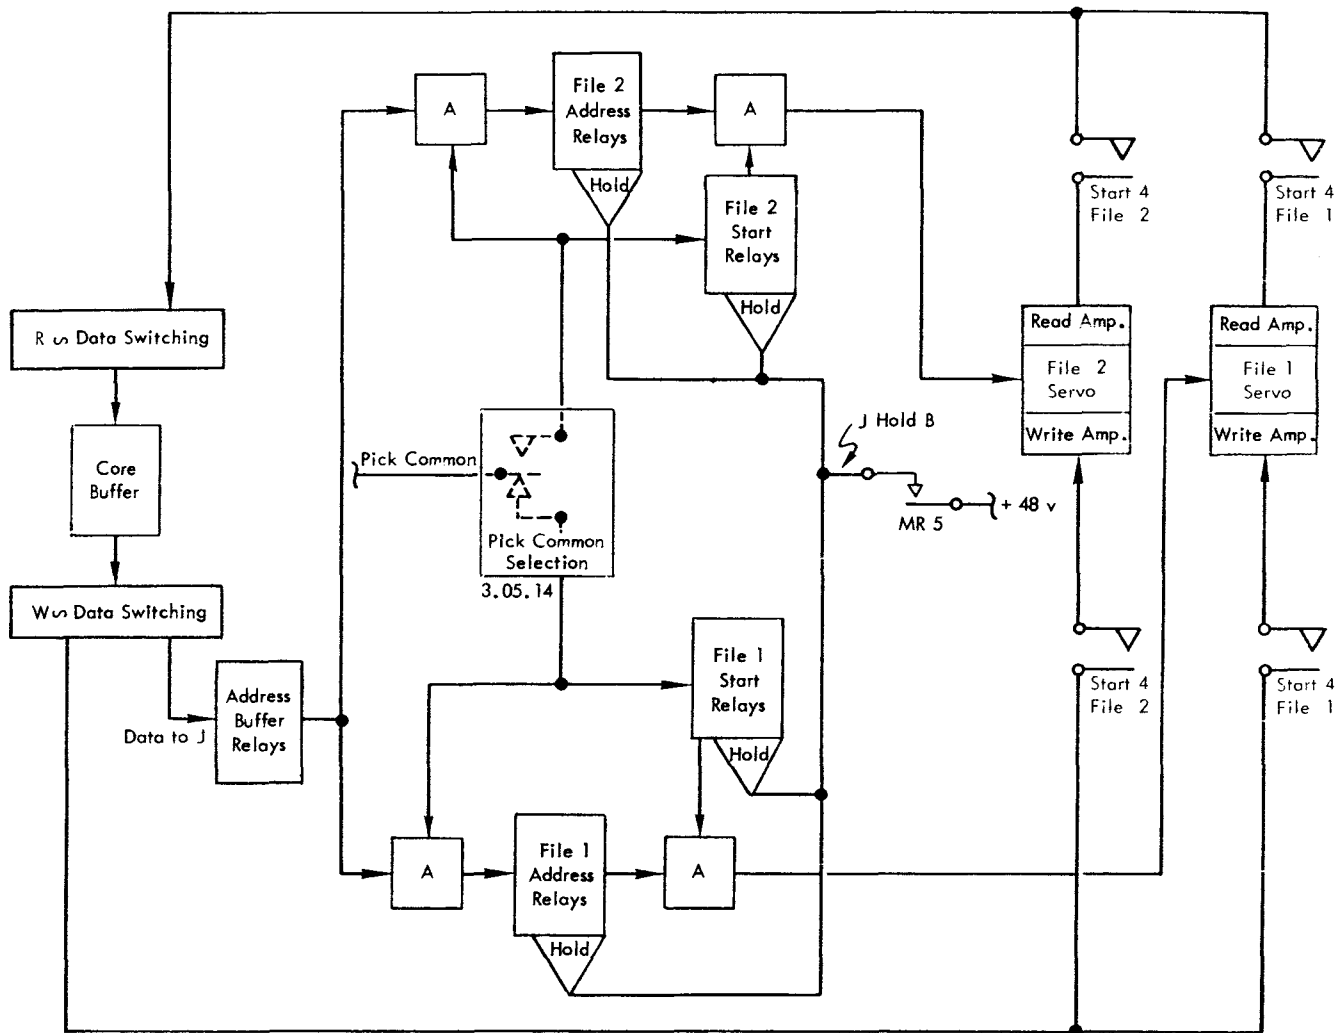 File 2
Address
Relays
A
A
Hold
File 2
Start
Relays
Hold
Start 4
File 2
Start 4
File 1
R ∽ Data Switching
Core
Buffer
W ∽ Data Switching
Data to J
Address
Buffer
Relays
Pick Common
Pick Common
Selection
3.05.14
J Hold B
MR 5
+ 48 v
Read Amp.
File 2
Servo
Write Amp.
Read Amp.
File 1
Servo
Write Amp.
File 1
Start
Relays
Hold
Start 4
File 2
Start 4
File 1
A
File 1
Address
Relays
A
Hold